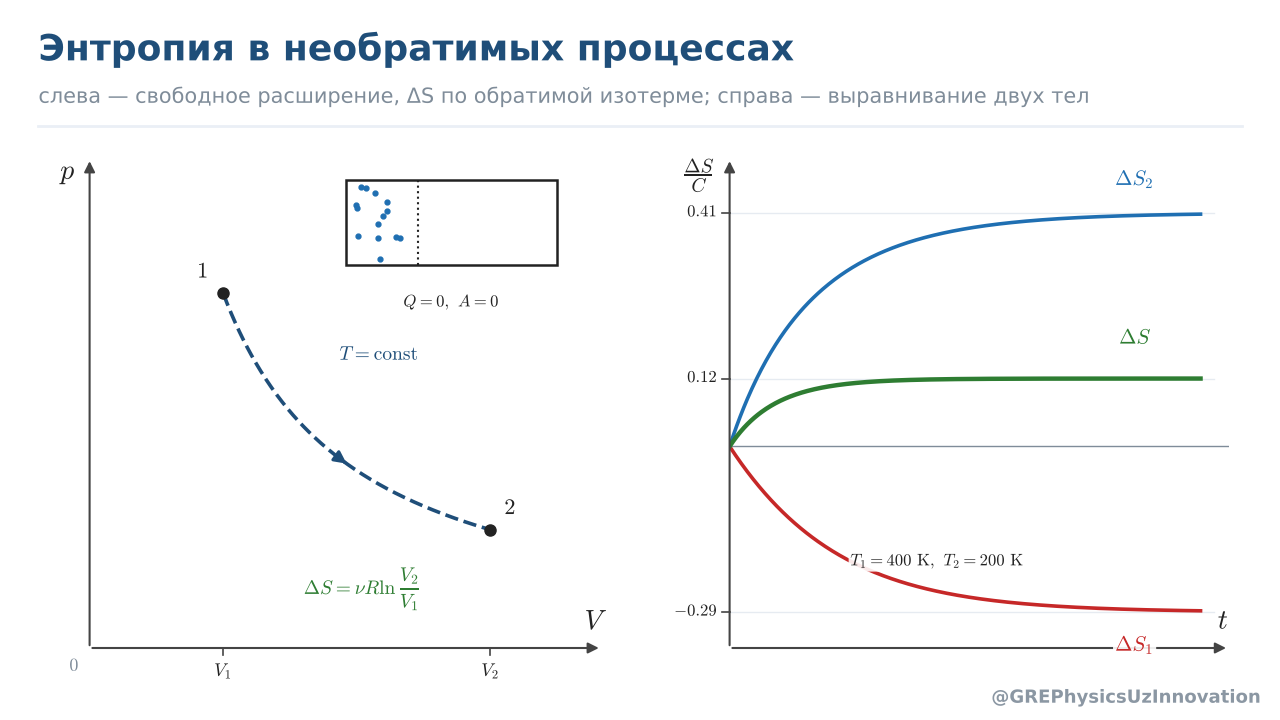 Энтропия в необратимых процессах
слева — свободное расширение, ΔS по обратимой изотерме; справа — выравнивание двух тел
p
1
Q = 0, A = 0
T = const
2
ΔS = νR ln V₂/V₁
V
0
V₁
V₂
ΔS/C
0.41
0.12
−0.29
ΔS₂
ΔS
T₁ = 400 K, T₂ = 200 K
t
ΔS₁
@GREPhysicsUzInnovation